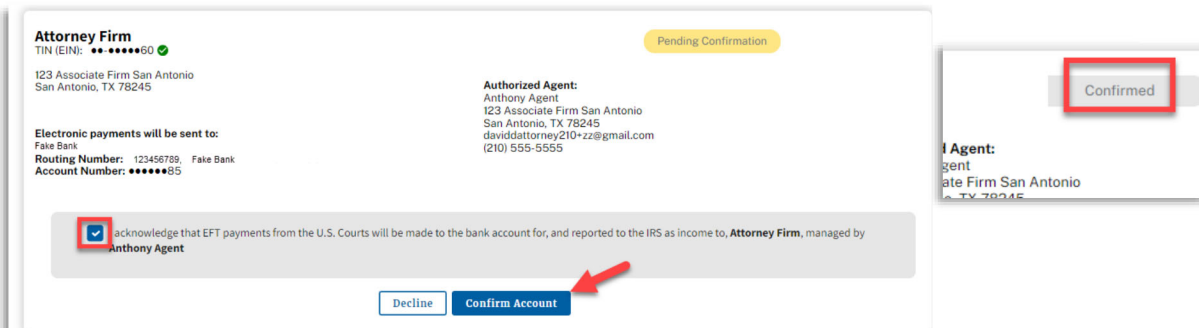 Attorney Firm
TIN (EIN): ●●-●●●●●60
Pending Confirmation
123 Associate Firm San Antonio
San Antonio, TX 78245
Authorized Agent:
Anthony Agent
123 Associate Firm San Antonio
San Antonio, TX 78245
daviddattorney210+zz@gmail.com
(210) 555-5555
Electronic payments will be sent to:
Fake Bank
Routing Number: 123456789, Fake Bank
Account Number: ●●●●●●85
acknowledge that EFT payments from the U.S. Courts will be made to the bank account for, and reported to the IRS as income to, Attorney Firm, managed by
Anthony Agent
Decline
Confirm Account
Confirmed
Agent:
gent
ate Firm San Antonio
TX 78245